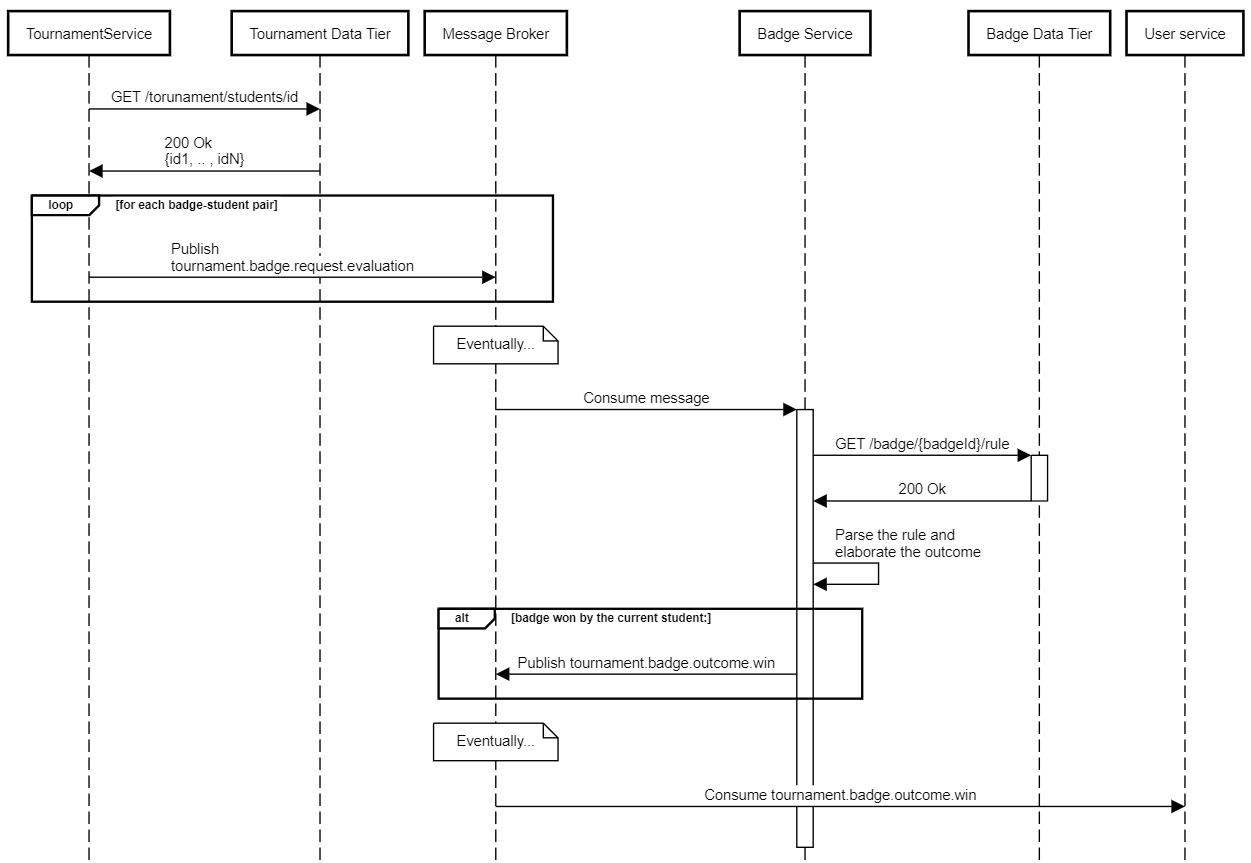 TournamentService
Tournament Data Tier
Message Broker
Badge Service
Badge Data Tier
User service
GET /torunament/students/id
200 Ok
{id1, .. , idN}
loop
[for each badge-student pair]
Publish
tournament.badge.request.evaluation
Eventually...
Consume message
GET /badge/{badgeId}/rule
200 Ok
Parse the rule and
elaborate the outcome
alt
[badge won by the current student:]
Publish tournament.badge.outcome.win
Eventually...
Consume tournament.badge.outcome.win